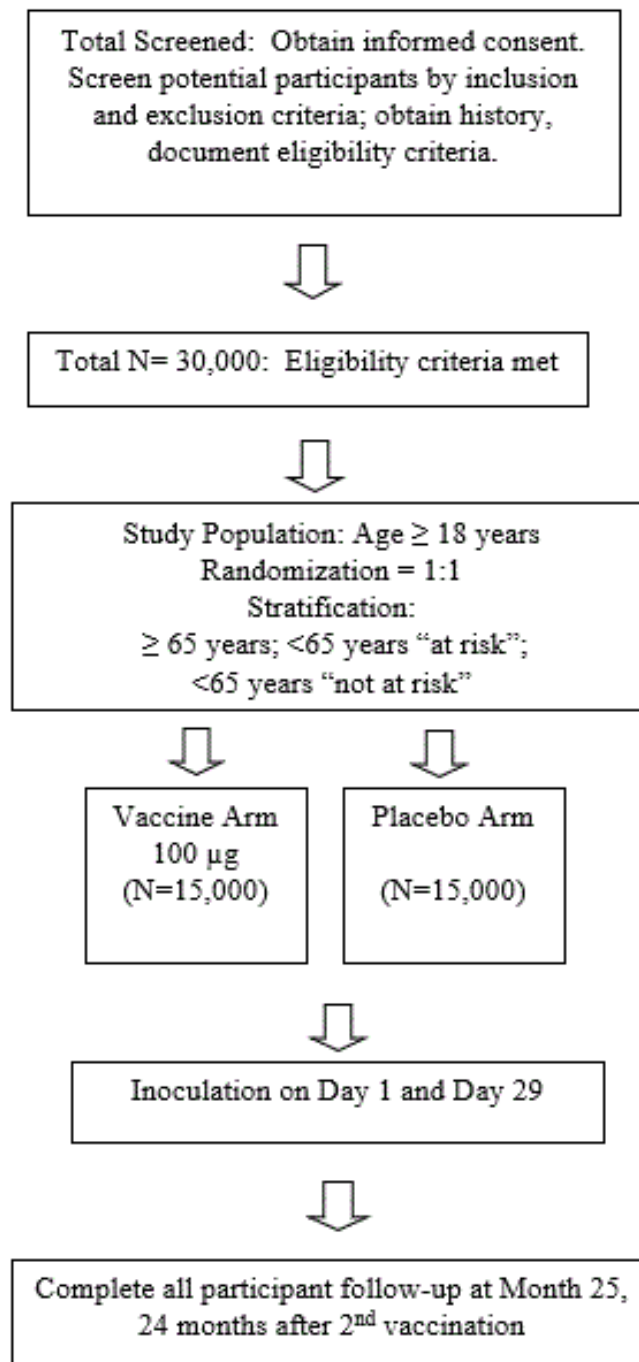 Total Screened:  Obtain informed consent.
Screen potential participants by inclusion
and exclusion criteria; obtain history,
document eligibility criteria.
Total N= 30,000:  Eligibility criteria met
Study Population: Age ≥ 18 years
Randomization = 1:1
Stratification:
≥ 65 years; <65 years “at risk”;
<65 years “not at risk”
Vaccine Arm
100 µg
(N=15,000)
Placebo Arm
(N=15,000)
Inoculation on Day 1 and Day 29
Complete all participant follow-up at Month 25,
24 months after 2nd vaccination